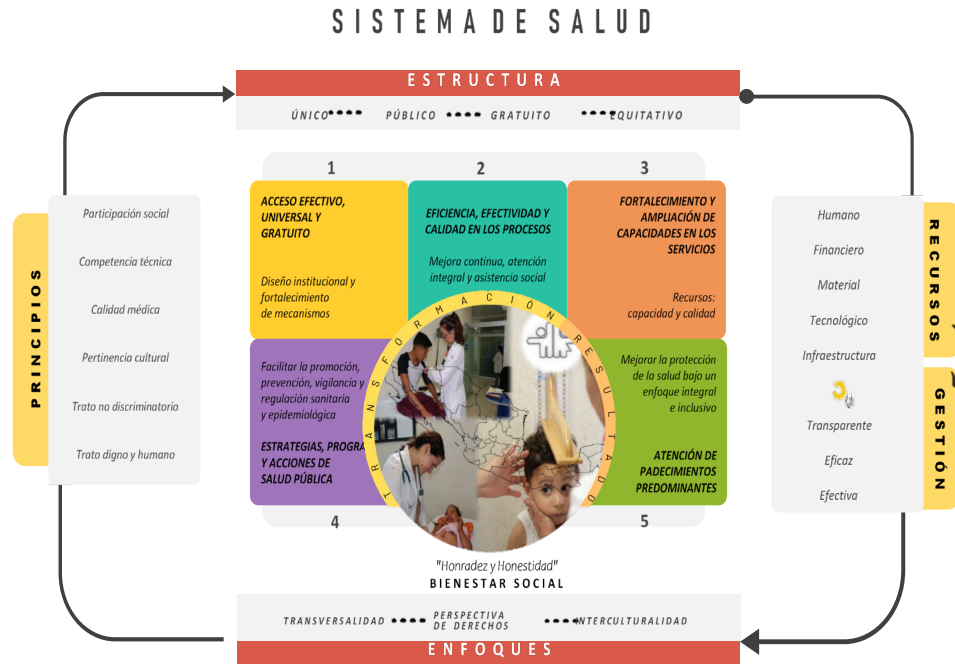 SISTEMA DE SALUD
ESTRUCTURA
ÚNICO PÚBLICO GRATUITO EQUITATIVO
PRINCIPIOS
Participación social
Competencia técnica
Calidad médica
Pertinencia cultural
Trato no discriminatorio
Trato digno y humano
1
ACCESO EFECTIVO,
UNIVERSAL Y
GRATUITO
Diseño institucional y
fortalecimiento
de mecanismos
2
EFICIENCIA, EFECTIVIDAD Y
CALIDAD EN LOS PROCESOS
Mejora continua, atención
integral y asistencia social
3
FORTALECIMIENTO Y
AMPLIACIÓN DE
CAPACIDADES EN LOS
SERVICIOS
Recursos:
capacidad y calidad
Facilitar la promoción,
prevención, vigilancia y
regulación sanitaria
y epidemiológica
ESTRATEGIAS, PROGRA
Y ACCIONES DE
SALUD PÚBLICA
4
TRANSFORMACIÓN RESULTADO
Mejorar la protección
de la salud bajo un
enfoque integral
e inclusivo
ATENCIÓN DE
PADECIMIENTOS
PREDOMINANTES
5
"Honradez y Honestidad"
BIENESTAR SOCIAL
RECURSOS
Humano
Financiero
Material
Tecnológico
Infraestructura
GESTIÓN
Transparente
Eficaz
Efectiva
TRANSVERSALIDAD PERSPECTIVA
DE DERECHOS INTERCULTURALIDAD
ENFOQUES